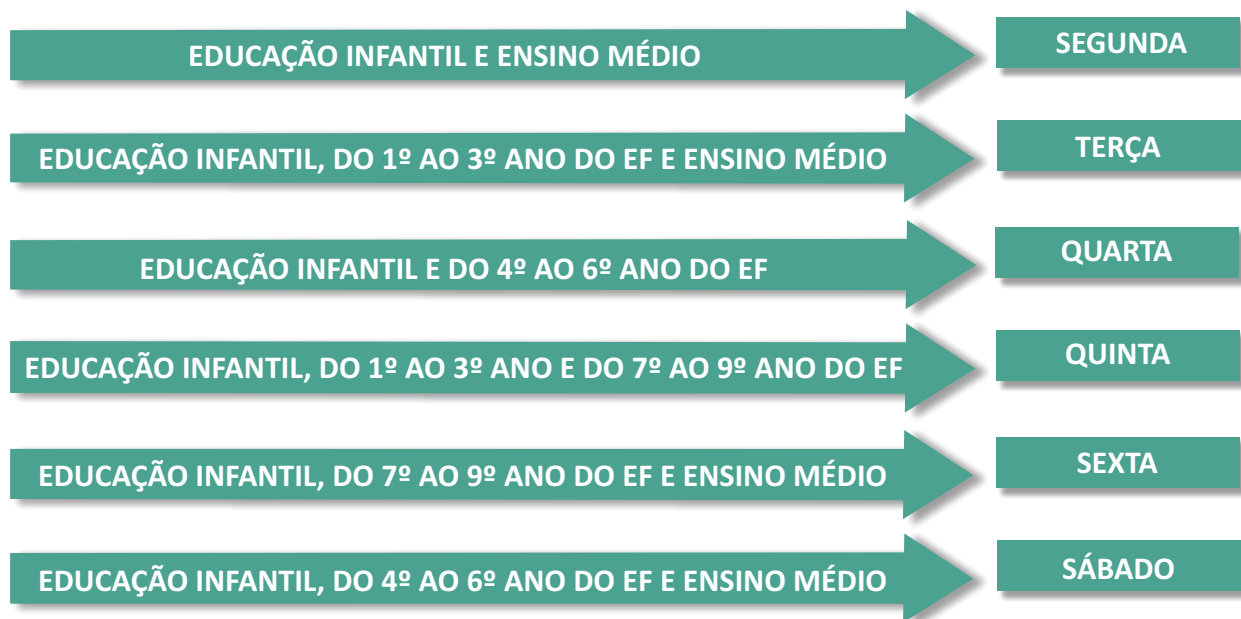 EDUCAÇÃO INFANTIL E ENSINO MÉDIO
SEGUNDA
EDUCAÇÃO INFANTIL, DO 1º AO 3º ANO DO EF E ENSINO MÉDIO
TERÇA
EDUCAÇÃO INFANTIL E DO 4º AO 6º ANO DO EF
QUARTA
EDUCAÇÃO INFANTIL, DO 1º AO 3º ANO E DO 7º AO 9º ANO DO EF
QUINTA
EDUCAÇÃO INFANTIL, DO 7º AO 9º ANO DO EF E ENSINO MÉDIO
SEXTA
EDUCAÇÃO INFANTIL, DO 4º AO 6º ANO DO EF E ENSINO MÉDIO
SÁBADO